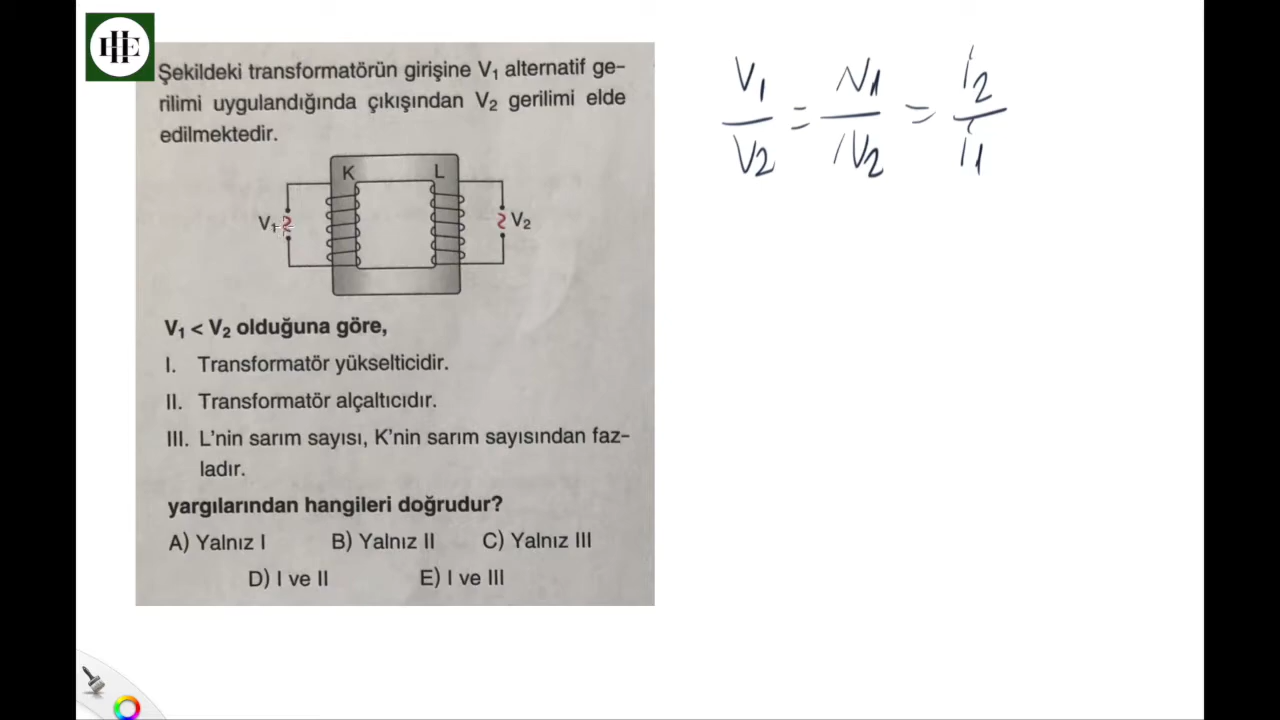 Şekildeki transformatörün girişine V₁ alternatif ge-
rilimi uygulandığında çıkışından V₂ gerilimi elde
edilmektedir.
K L
V₁ V₂
V₁ < V₂ olduğuna göre,
I. Transformatör yükselticidir.
II. Transformatör alçaltıcıdır.
III. L'nin sarım sayısı, K'nin sarım sayısından faz-
ladır.
yargılarından hangileri doğrudur?
A) Yalnız I B) Yalnız II C) Yalnız III
D) I ve II E) I ve III
V₁/V₂ = N₁/N₂ = i₂/i₁